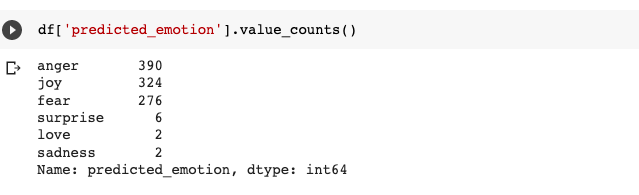 df['predicted_emotion'].value_counts()
anger 390
joy 324
fear 276
surprise 6
love 2
sadness 2
Name: predicted_emotion, dtype: int64